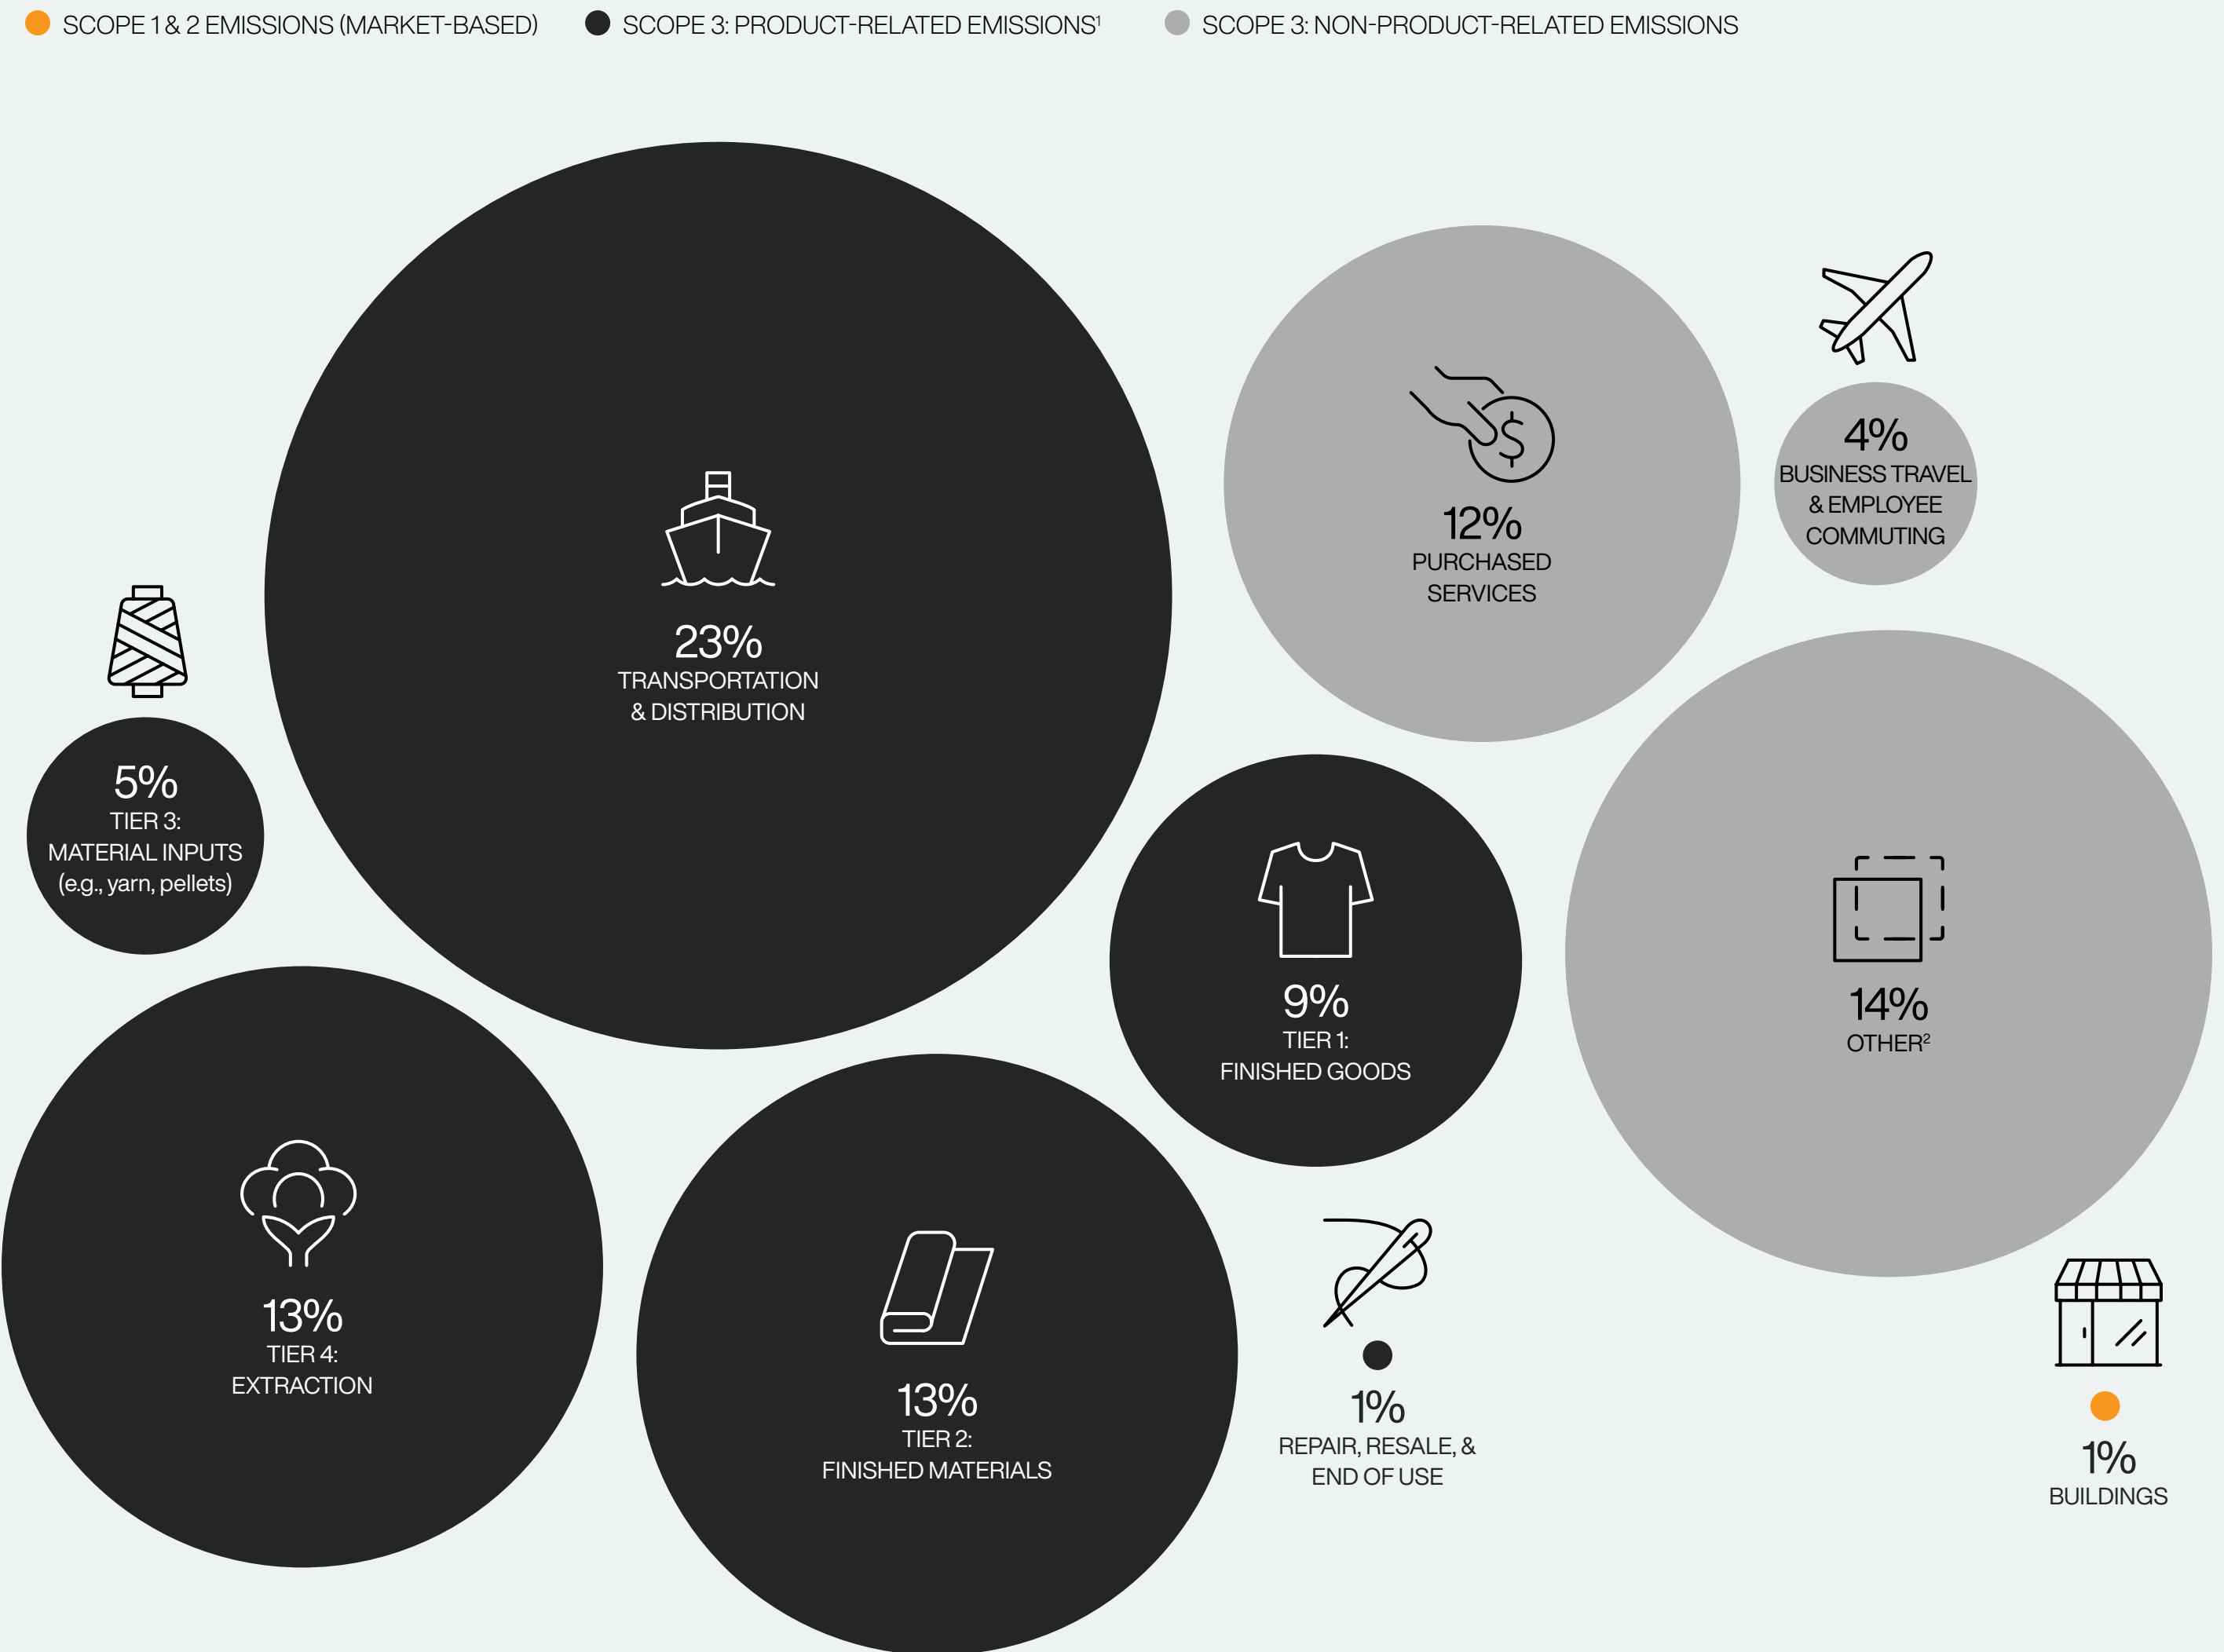 SCOPE 1 & 2 EMISSIONS (MARKET-BASED)
SCOPE 3: PRODUCT-RELATED EMISSIONS¹
SCOPE 3: NON-PRODUCT-RELATED EMISSIONS
23%
TRANSPORTATION
& DISTRIBUTION
12%
PURCHASED
SERVICES
$
4%
BUSINESS TRAVEL
& EMPLOYEE
COMMUTING
5%
TIER 3:
MATERIAL INPUTS
(e.g., yarn, pellets)
9%
TIER 1:
FINISHED GOODS
14%
OTHER²
13%
TIER 4:
EXTRACTION
13%
TIER 2:
FINISHED MATERIALS
1%
REPAIR, RESALE, &
END OF USE
1%
BUILDINGS